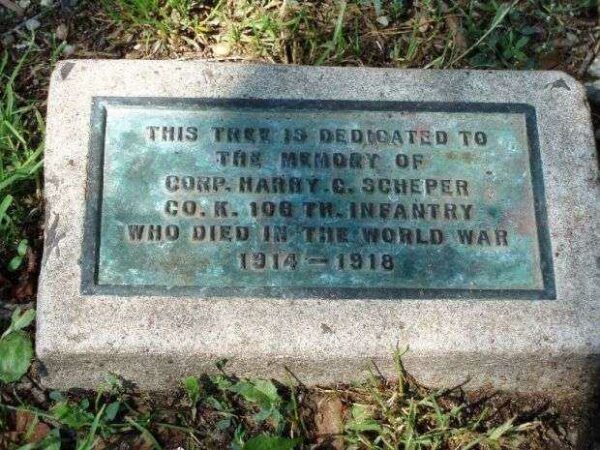 THIS TREE IS DEDICATED TO
THE MEMORY OF
CORP. HARRY C. SCHEPER
CO. K. 106 TH. INFANTRY
WHO DIED IN THE WORLD WAR
1914 – 1918